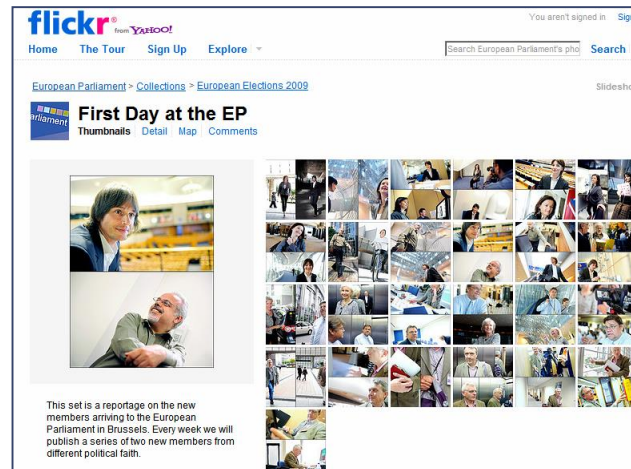 flickr from YAHOO!
You aren't signed in Sig
Home The Tour Sign Up Explore
Search European Parliament's pho Search
European Parliament > Collections > European Elections 2009
Slidesho
arliament
First Day at the EP
Thumbnails Detail Map Comments
This set is a reportage on the new
members arriving to the European
Parliament in Brussels. Every week we will
publish a series of two new members from
different political faith.